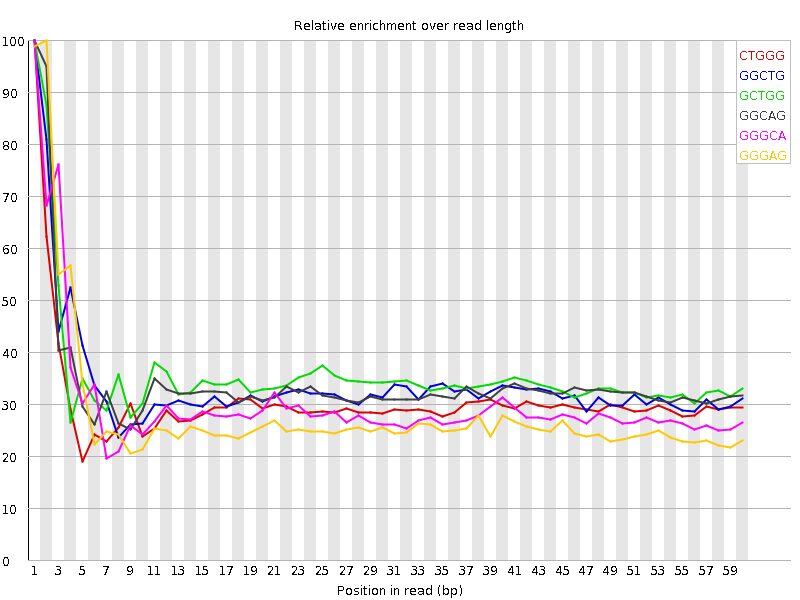 Relative enrichment over read length
100
90
80
70
60
50
40
30
20
10
0
CTGGG
GGCTG
GCTGG
GGCAG
GGGCA
GGGAG
1 3 5 7 9 11 13 15 17 19 21 23 25 27 29 31 33 35 37 39 41 43 45 47 49 51 53 55 57 59
Position in read (bp)